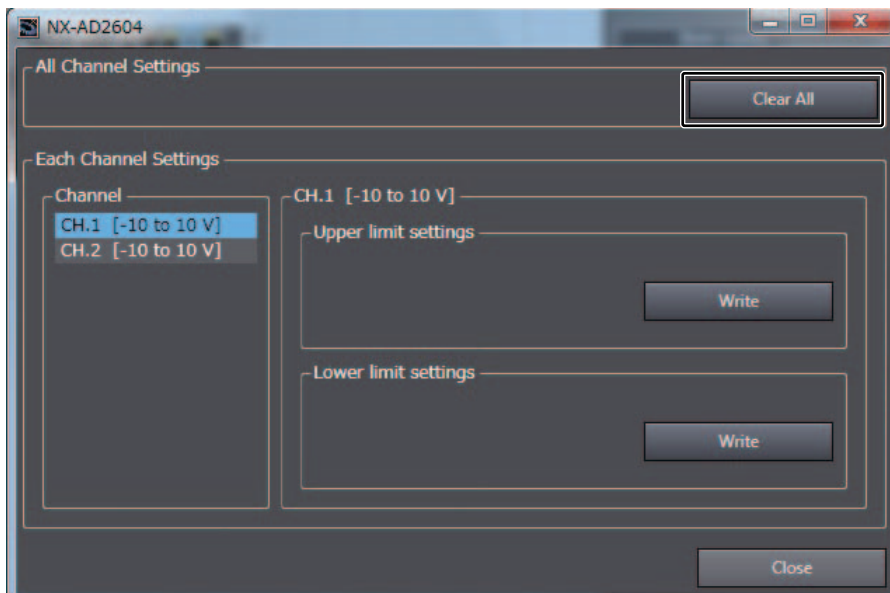 NX-AD2604
All Channel Settings
Clear All
Each Channel Settings
Channel
CH.1 [-10 to 10 V]
CH.2 [-10 to 10 V]
CH.1 [-10 to 10 V]
Upper limit settings
Write
Lower limit settings
Write
Close